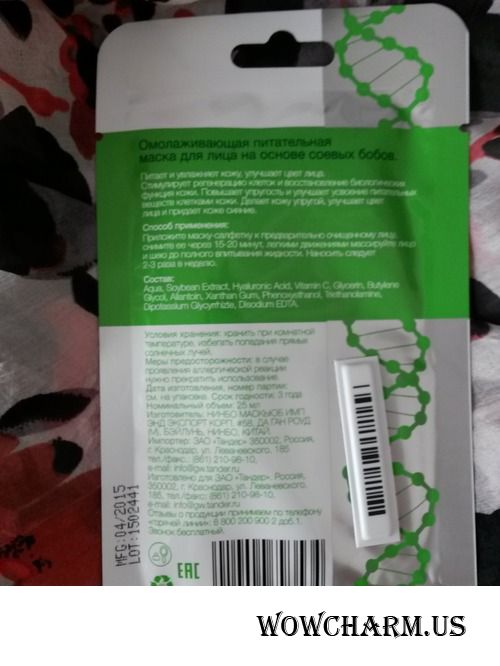 Омолаживающая питательная
маска для лица на основе соевых бобов.
Питает и увлажняет кожу, улучшает цвет лица.
Стимулирует регенерацию клеток и восстановление биологических
функций кожи. Повышает упругость и улучшает усвоение питательных
веществ клетками кожи. Делает кожу упругой, улучшает цвет
лица и придает коже сияние.
Способ применения:
Приложите маску-салфетку к предварительно очищенному лицу,
снимите ее через 15-20 минут, легкими движениями массируйте лицо
и шею до полного впитывания жидкости. Наносить следует
2-3 раза в неделю.
Состав:
Aqua, Soybean Extract, Hyaluronic Acid, Vitamin C, Glycerin, Butylene
Glycol, Allantoin, Xanthan Gum, Phenoxyethanol, Triethanolamine,
Dipotassium Glycyrrhizte, Disodium EDTA.
Условия хранения: хранить при комнатной
температуре, избегать попадания прямых
солнечных лучей.
Меры предосторожности: в случае
проявления аллергической реакции
нужно прекратить использование.
Дата изготовления, номер партии:
см. на упаковке. Срок годности: 3 года
Номинальный объем: 25 мл
Изготовитель: НИНБО МАСКНОБ ИМП
ЭНД ЭКСПОРТ КОРП. #58, ДА ГАН РОУД
(М), БЭЙЛУНЬ, НИНБО, КИТАЙ.
Импортер: ЗАО «Тандер» 350002, Россия,
г. Краснодар, ул. Леваневского, 185
тел./факс.: (861) 210-98-10,
e-mail: info@gw.tander.ru
Изготовлено для ЗАО «Тандер», Россия,
350002, г. Краснодар, ул. Леваневского,
185, тел./факс.: (861) 210-98-10,
e-mail: info@gw.tander.ru
Отзывы о продукции принимаем по телефону
«горячей линии»: 8 800 200 900 2 доб.1.
Звонок бесплатный.
MFG:04/2015
LOT:1502441
EAC
WOWCHARM.US